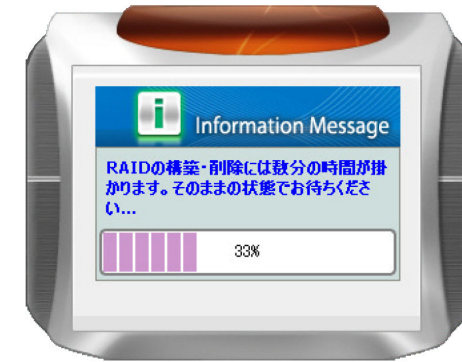 i Information Message
RAIDの構築・削除には数分の時間が掛
かります。そのままの状態でお待ちくださ
い...
33%